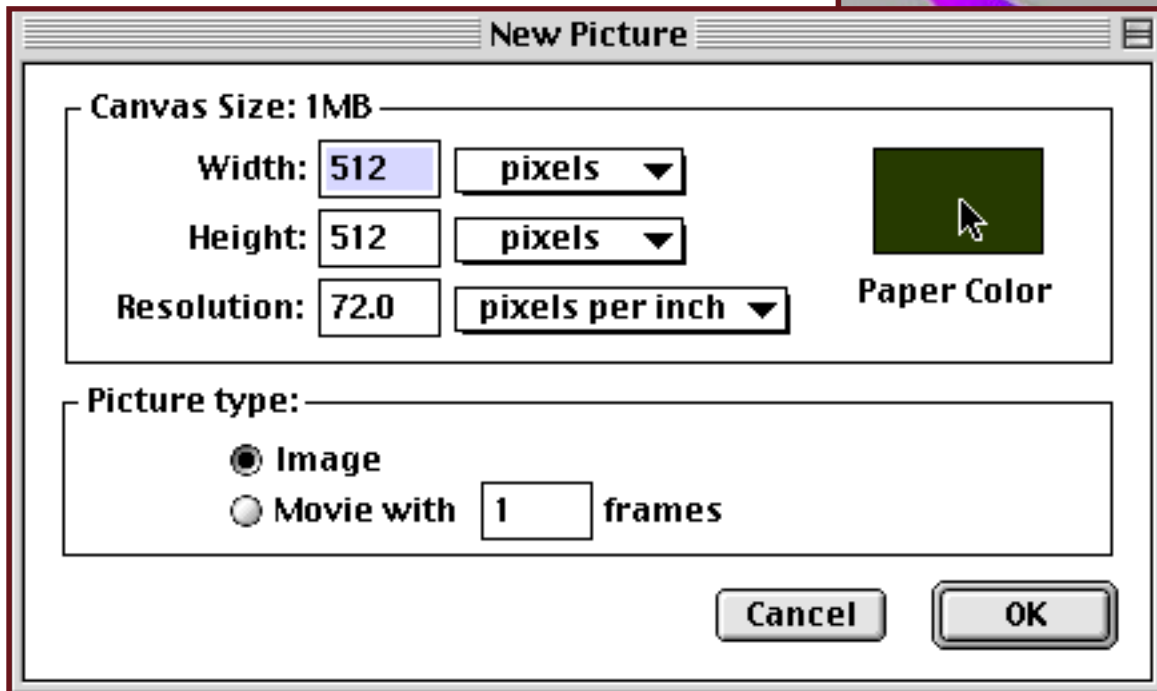 New Picture
Canvas Size: 1MB
Width: 512 pixels
Height: 512 pixels
Resolution: 72.0 pixels per inch
Paper Color
Picture type:
Image
Movie with 1 frames
Cancel OK